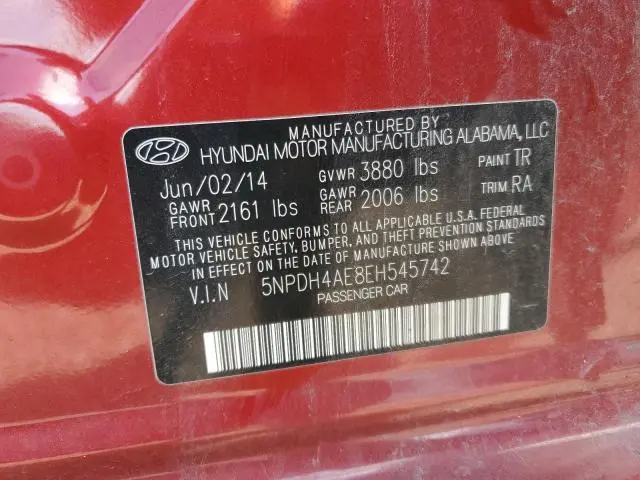 MANUFACTURED BY
HYUNDAI MOTOR MANUFACTURING ALABAMA, LLC
Jun/02/14 GVWR 3880 lbs PAINT TR
GAWR FRONT 2161 lbs GAWR REAR 2006 lbs TRIM RA
THIS VEHICLE CONFORMS TO ALL APPLICABLE U.S.A. FEDERAL
MOTOR VEHICLE SAFETY, BUMPER, AND THEFT PREVENTION
STANDARDS IN EFFECT ON THE DATE OF MANUFACTURE SHOWN ABOVE.
V.I.N 5NPDH4AE8EH545742
PASSENGER CAR